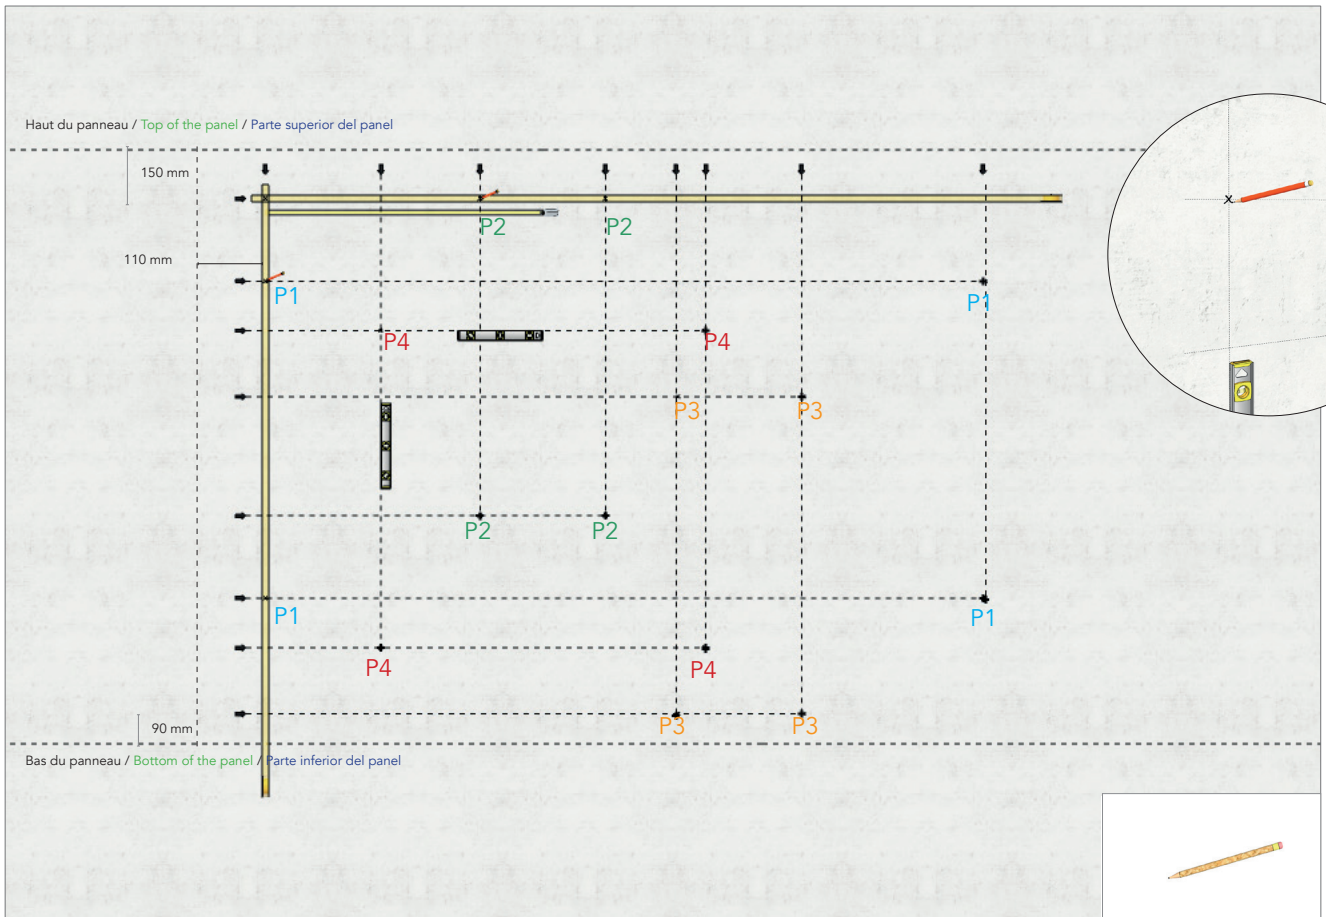 Haut du panneau / Top of the panel / Parte superior del panel
150 mm
P2 P2
110 mm
P1 P1
P4 P4
P3 P3
P2 P2
P1 P1
P4 P4
P3 P3
90 mm
Bas du panneau / Bottom of the panel / Parte inferior del panel
x